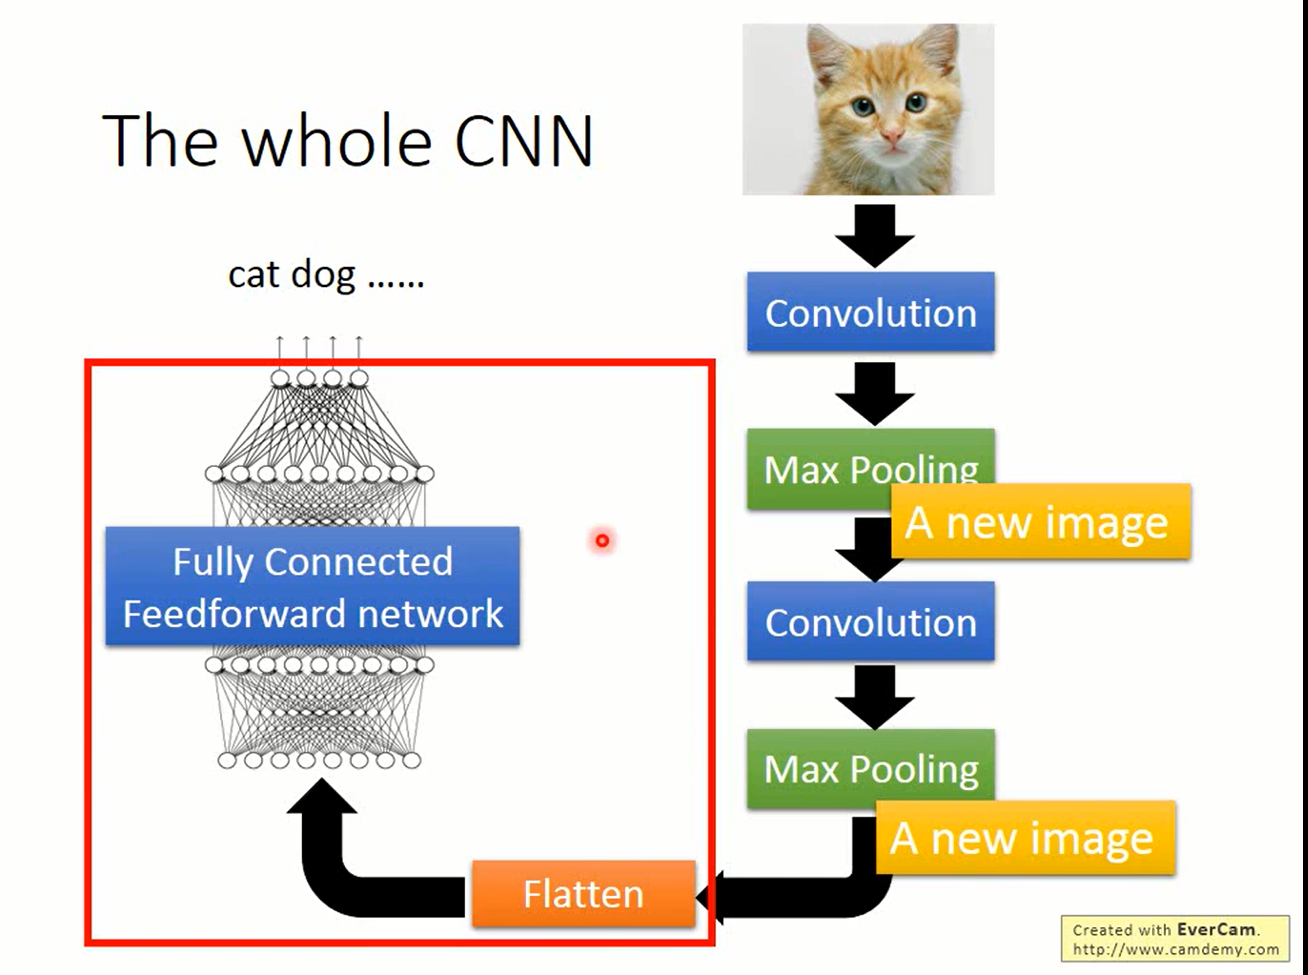 The whole CNN
cat dog ......
Convolution
Max Pooling
A new image
Convolution
Max Pooling
A new image
Flatten
Fully Connected
Feedforward network
Created with EverCam.
http://www.camdemy.com